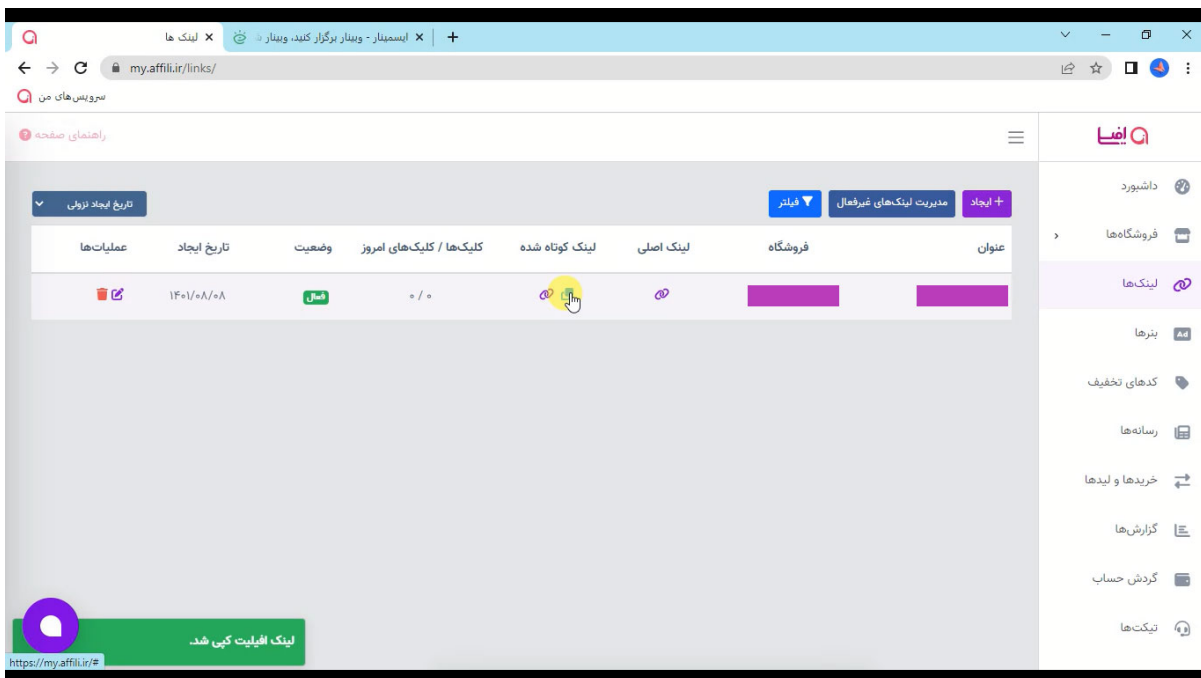 لینک ها
ایسمینار - وبینار برگزار کنید، وبینار
my.affili.ir/links/
سرویس‌های من
افیلی
راهنمای صفحه
+ ایجاد
مدیریت لینک‌های غیرفعال
فیلتر
تاریخ ایجاد نزولی
عنوان
فروشگاه
لینک اصلی
لینک کوتاه شده
کلیک‌ها / کلیک‌های امروز
وضعیت
تاریخ ایجاد
عملیات‌ها
۰ / ۰
فعال
۱۴۰۱/۰۸/۰۸
داشبورد
فروشگاه‌ها
لینک‌ها
بنرها
Ad
کدهای تخفیف
رسانه‌ها
خریدها و لیدها
گزارش‌ها
گردش حساب
تیکت‌ها
لینک افیلیت کپی شد.
https://my.affili.ir/#